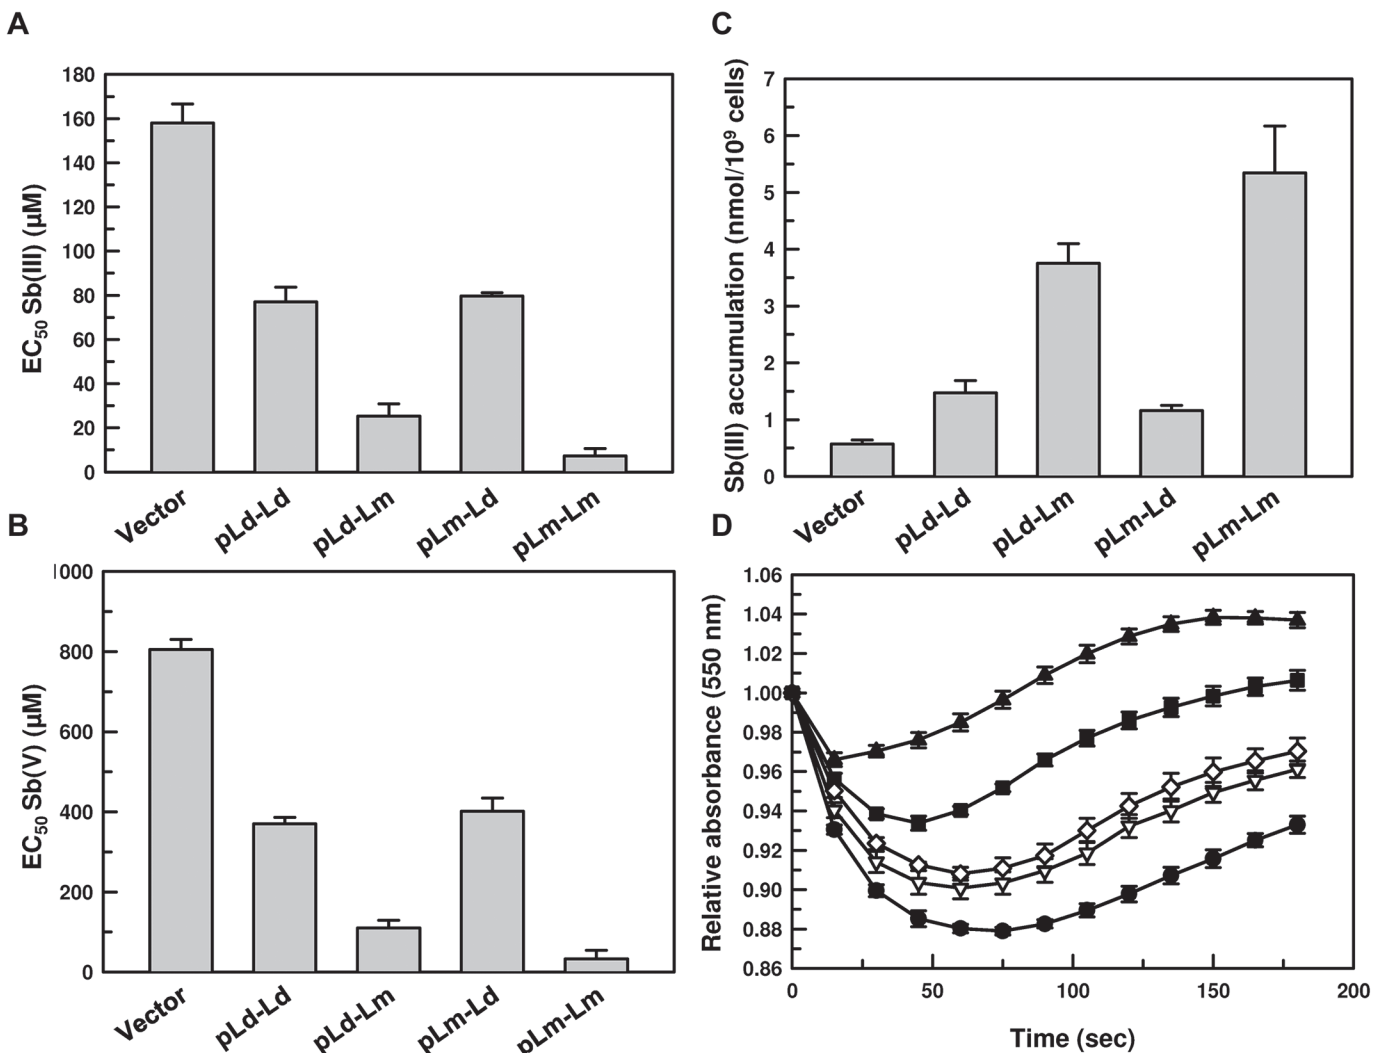 A
EC50 Sb(III) (µM)
180
160
140
120
100
80
60
40
20
0
Vector
pLd-Ld
pLd-Lm
pLm-Ld
pLm-Lm
B
EC50 Sb(V) (µM)
1000
800
600
400
200
0
Vector
pLd-Ld
pLd-Lm
pLm-Ld
pLm-Lm
C
Sb(III) accumulation (nmol/10⁹ cells)
7
6
5
4
3
2
1
0
Vector
pLd-Ld
pLd-Lm
pLm-Ld
pLm-Lm
D
Relative absorbance (550 nm)
1.06
1.04
1.02
1.00
0.98
0.96
0.94
0.92
0.90
0.88
0.86
0 50 100 150 200
Time (sec)